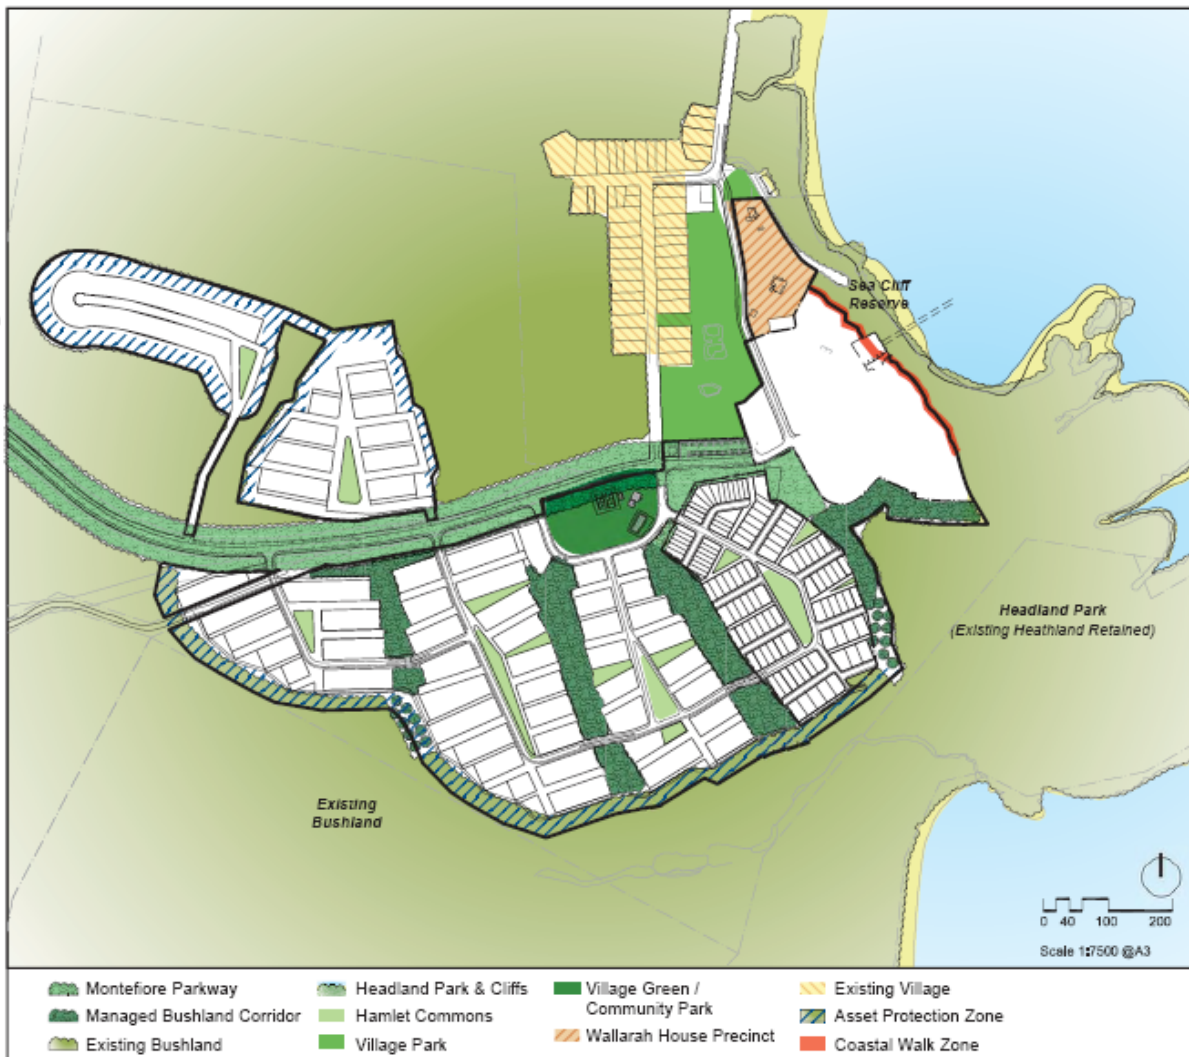 Sea Cliff
Reserve
Headland Park
(Existing Heathland Retained)
Existing
Bushland
0 40 100 200
Scale 1:7500 @A3
Montefiore Parkway
Managed Bushland Corridor
Existing Bushland
Headland Park & Cliffs
Hamlet Commons
Village Park
Village Green /
Community Park
Wallarah House Precinct
Existing Village
Asset Protection Zone
Coastal Walk Zone